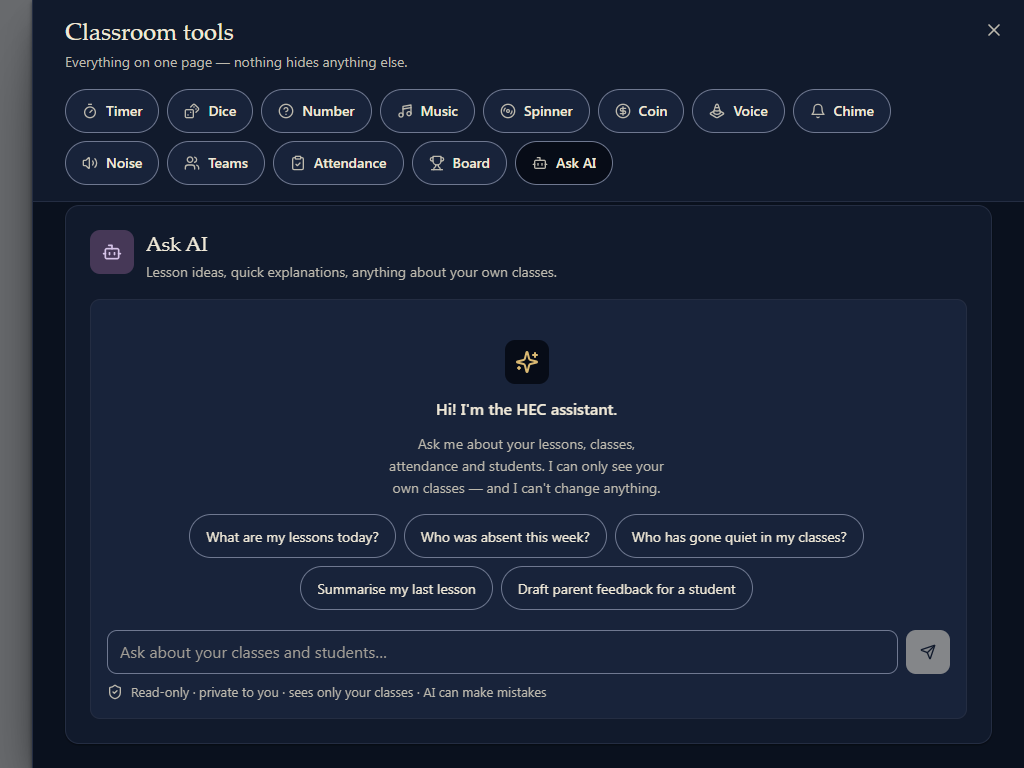 Classroom tools
Everything on one page — nothing hides anything else.
Timer Dice Number Music Spinner Coin Voice Chime
Noise Teams Attendance Board Ask AI
Ask AI
Lesson ideas, quick explanations, anything about your own classes.
Hi! I'm the HEC assistant.
Ask me about your lessons, classes,
attendance and students. I can only see your
own classes — and I can't change anything.
What are my lessons today? Who was absent this week? Who has gone quiet in my classes?
Summarise my last lesson Draft parent feedback for a student
Ask about your classes and students...
Read-only · private to you · sees only your classes · AI can make mistakes